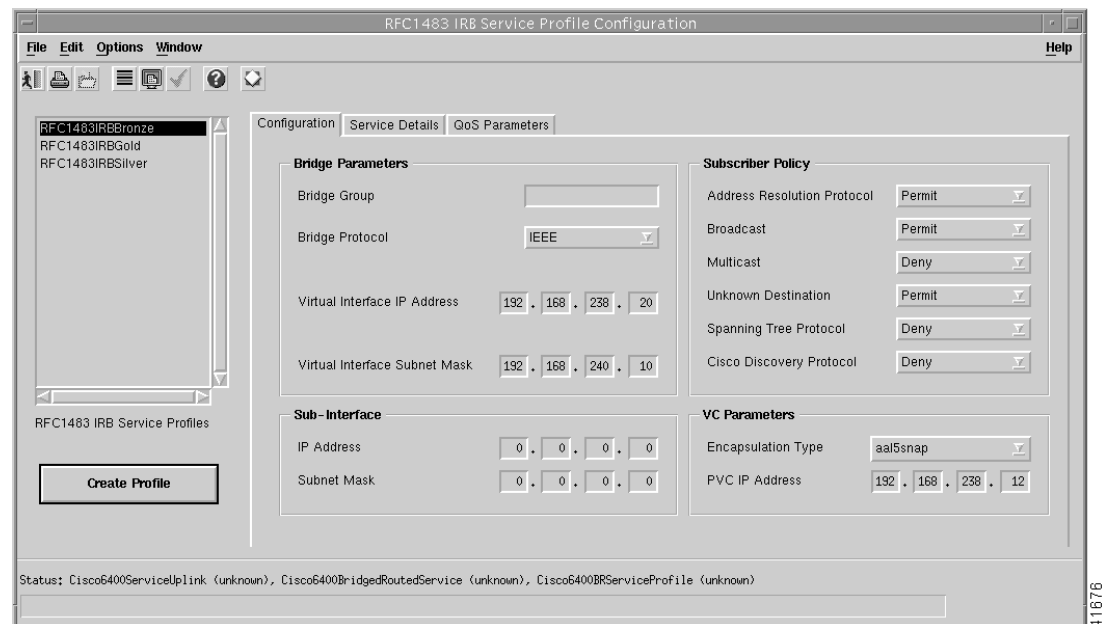 RFC1483 IRB Service Profile Configuration
File Edit Options Window Help
RFC1483IRBBronze
RFC1483IRBGold
RFC1483IRBSilver
RFC1483 IRB Service Profiles
Create Profile
Configuration Service Details QoS Parameters
Bridge Parameters
Bridge Group
Bridge Protocol IEEE
Virtual Interface IP Address 192 . 168 . 238 . 20
Virtual Interface Subnet Mask 192 . 168 . 240 . 10
Subscriber Policy
Address Resolution Protocol Permit
Broadcast Permit
Multicast Deny
Unknown Destination Permit
Spanning Tree Protocol Deny
Cisco Discovery Protocol Deny
Sub-Interface
IP Address 0 . 0 . 0 . 0
Subnet Mask 0 . 0 . 0 . 0
VC Parameters
Encapsulation Type aal5snap
PVC IP Address 192 . 168 . 238 . 12
Status: Cisco6400ServiceUplink (unknown), Cisco6400BridgedRoutedService (unknown), Cisco6400BRServiceProfile (unknown)
41676